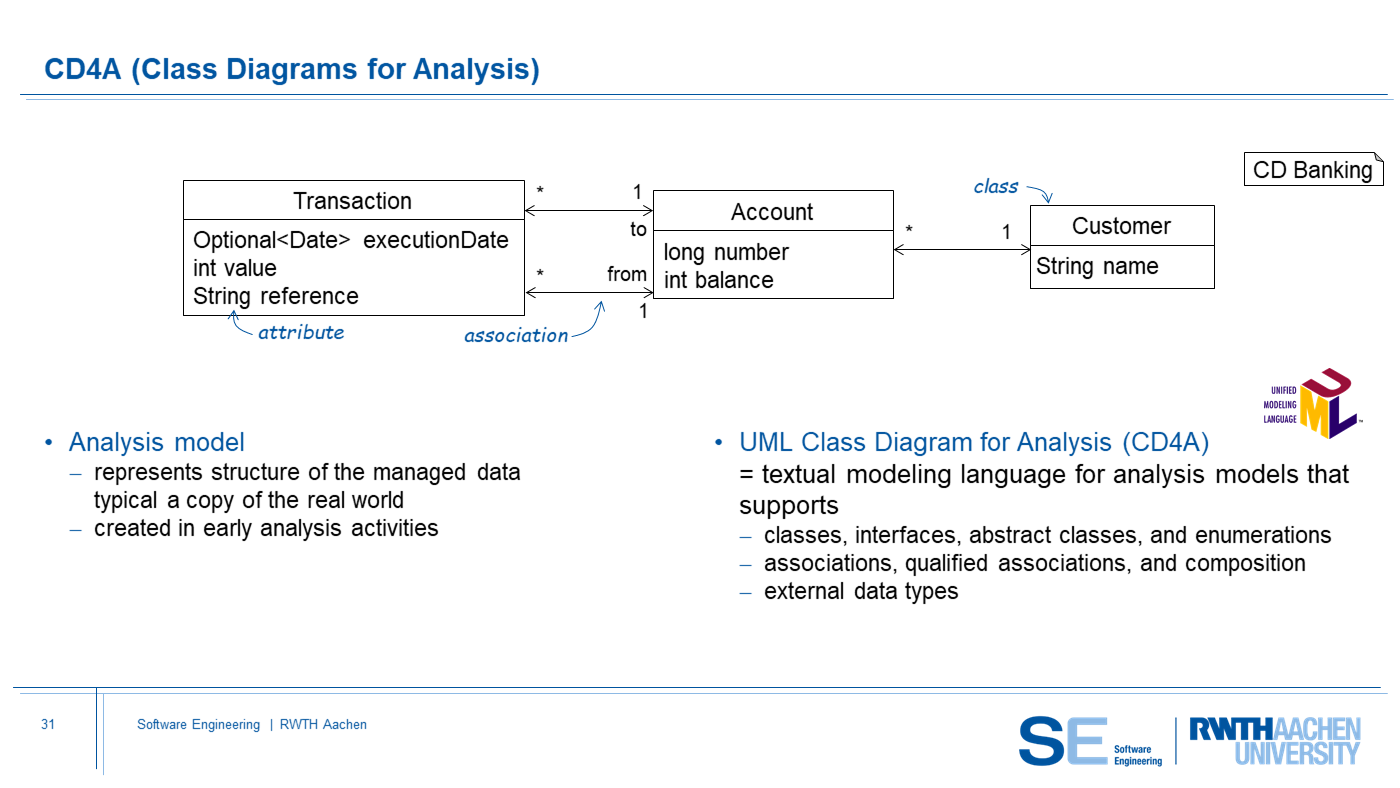 CD4A (Class Diagrams for Analysis)
CD Banking
Transaction
Optional<Date> executionDate
int value
String reference
attribute
* 1
to
* from
1
association
Account
long number
int balance
* 1
class
Customer
String name
UNIFIED
MODELING
LANGUAGE
UML
TM
• Analysis model
– represents structure of the managed data
typical a copy of the real world
– created in early analysis activities
• UML Class Diagram for Analysis (CD4A)
= textual modeling language for analysis models that
supports
– classes, interfaces, abstract classes, and enumerations
– associations, qualified associations, and composition
– external data types
31
Software Engineering | RWTH Aachen
SE Software
Engineering
RWTHAACHEN
UNIVERSITY